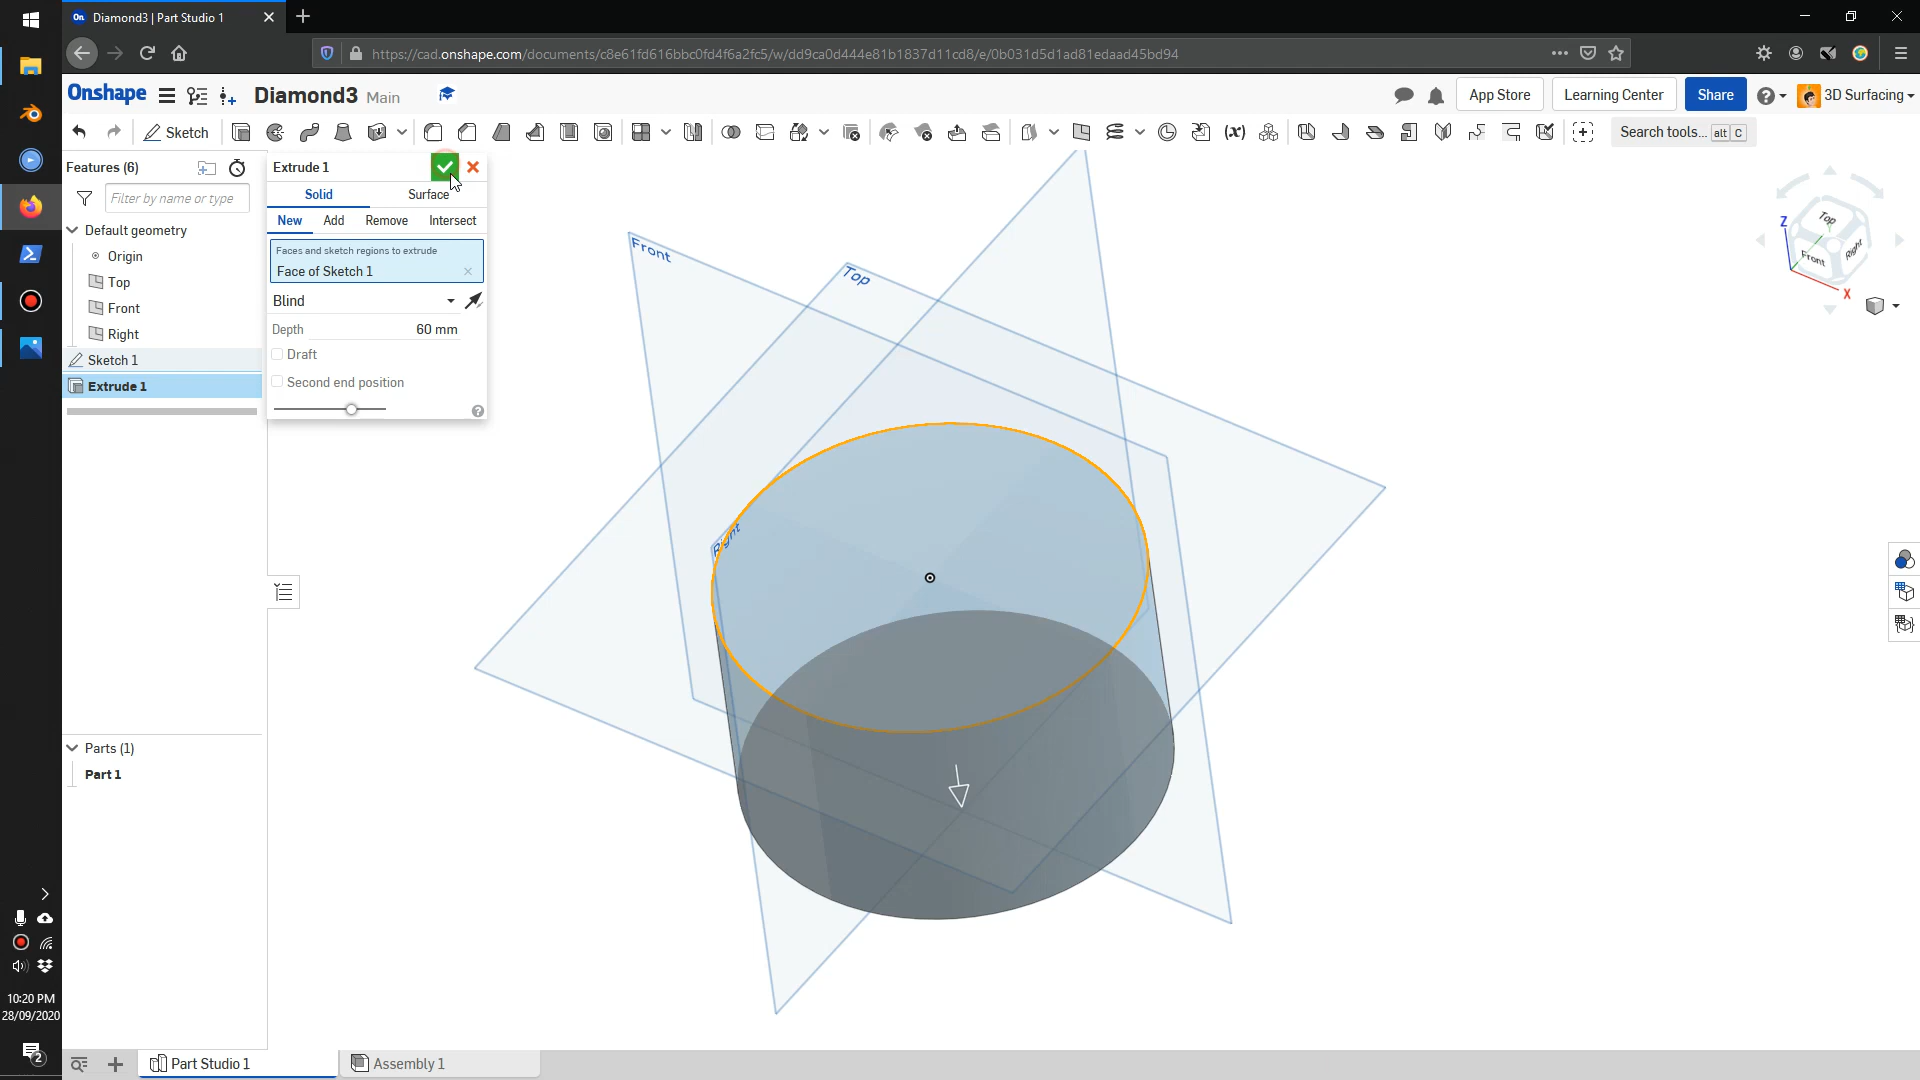 Diamond3 | Part Studio 1
https://cad.onshape.com/documents/c8e61fd616bbc0fd4f6a2fc5/w/dd9ca0d444e81b1837d11cd8/e/0b031d5d1ad81edaad45bd94
Onshape
Diamond3 Main
App Store
Learning Center
Share
3D Surfacing
Sketch
Search tools... alt C
Features (6)
Filter by name or type
Default geometry
Origin
Top
Front
Right
Sketch 1
Extrude 1
Extrude 1
Solid Surface
New Add Remove Intersect
Faces and sketch regions to extrude
Face of Sketch 1
Blind
Depth 60 mm
Draft
Second end position
Front
Top
Right
Top
Front
Right
Z
Y
X
Parts (1)
Part 1
10:20 PM
28/09/2020
2
Part Studio 1
Assembly 1